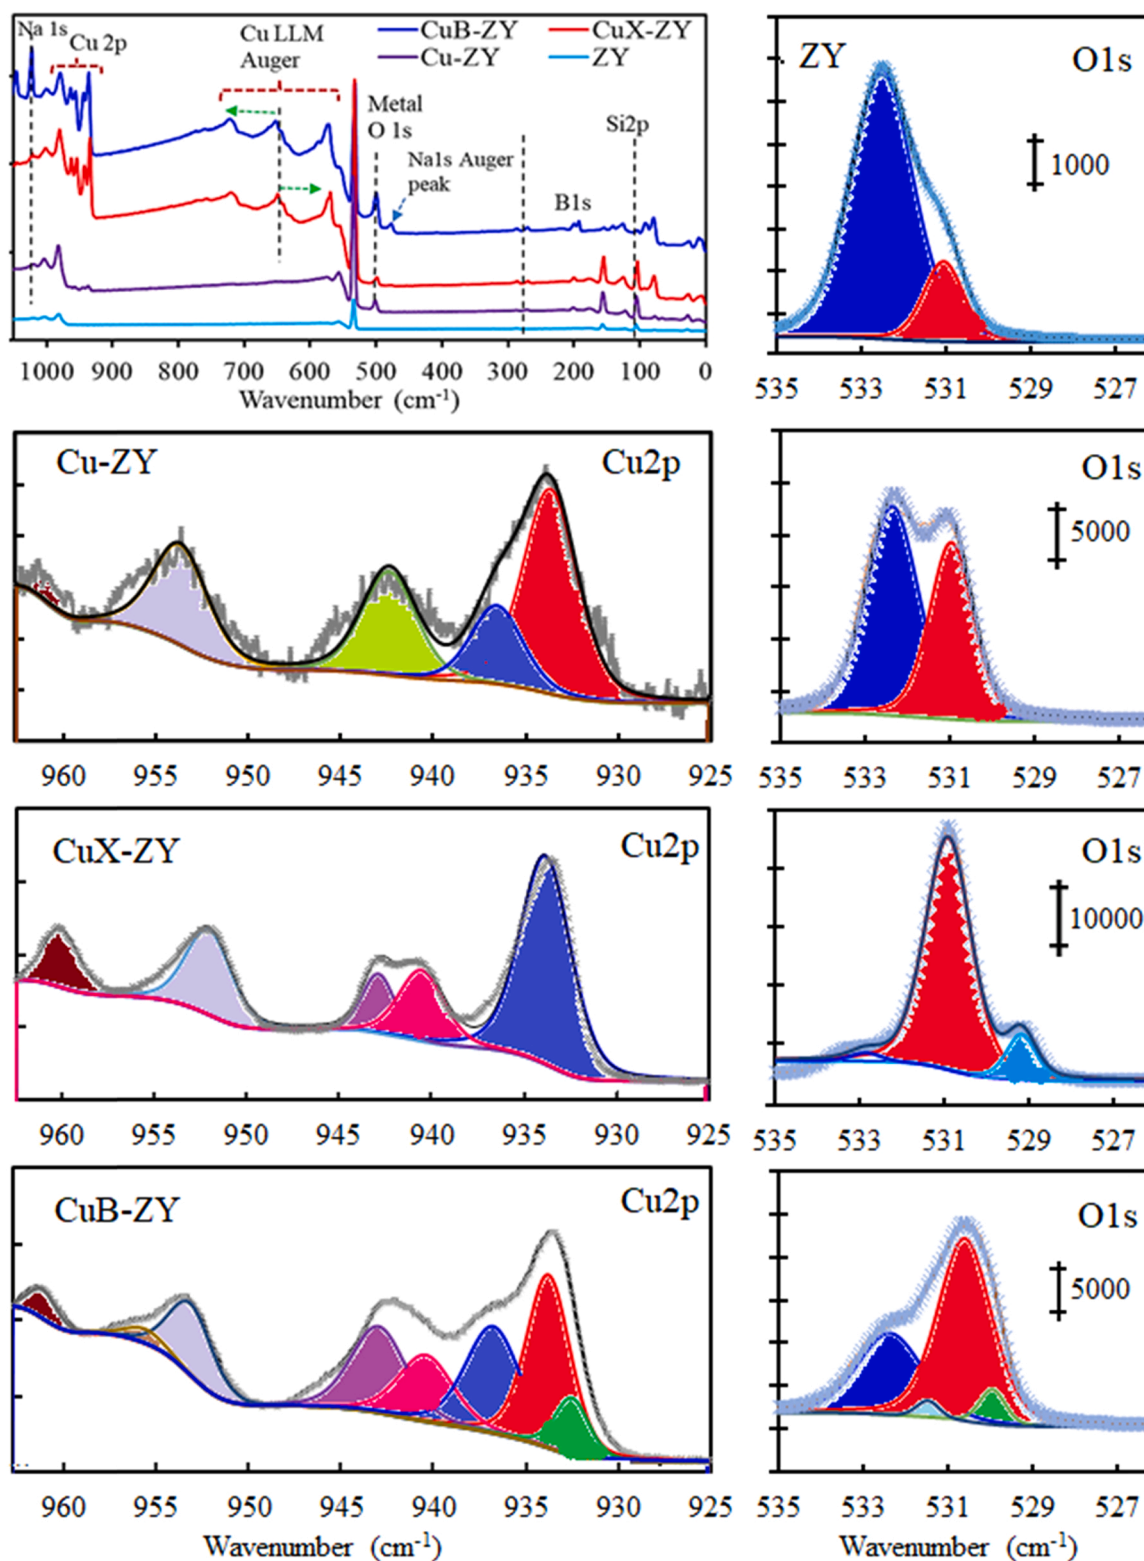 Na 1s
Cu 2p
Cu LLM
Auger
CuB-ZY
CuX-ZY
Cu-ZY
ZY
Metal
O 1s
Na1s Auger
peak
B1s
Si2p
1000 900 800 700 600 500 400 300 200 100 0
Wavenumber (cm-1)
ZY
O1s
1000
535 533 531 529 527
Cu-ZY
Cu2p
960 955 950 945 940 935 930 925
O1s
5000
535 533 531 529 527
CuX-ZY
Cu2p
960 955 950 945 940 935 930 925
O1s
10000
535 533 531 529 527
CuB-ZY
Cu2p
960 955 950 945 940 935 930 925
Wavenumber (cm-1)
O1s
5000
535 533 531 529 527
Wavenumber (cm-1)